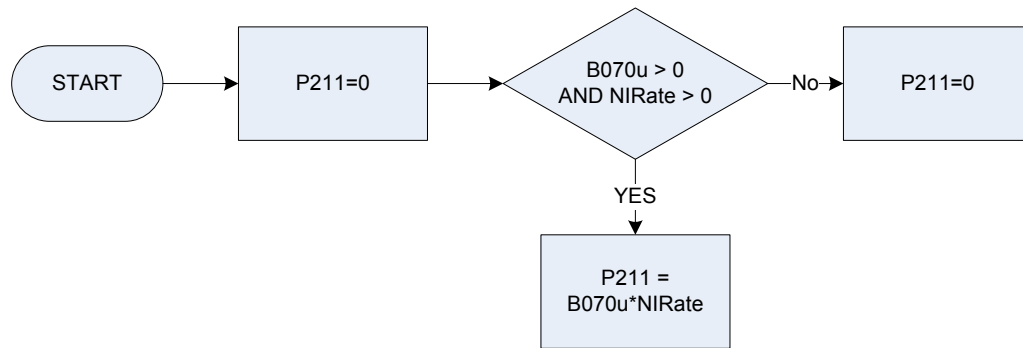 START
P211=0
B070u > 0
AND NIRate > 0
No
P211=0
YES
P211 =
B070u*NIRate